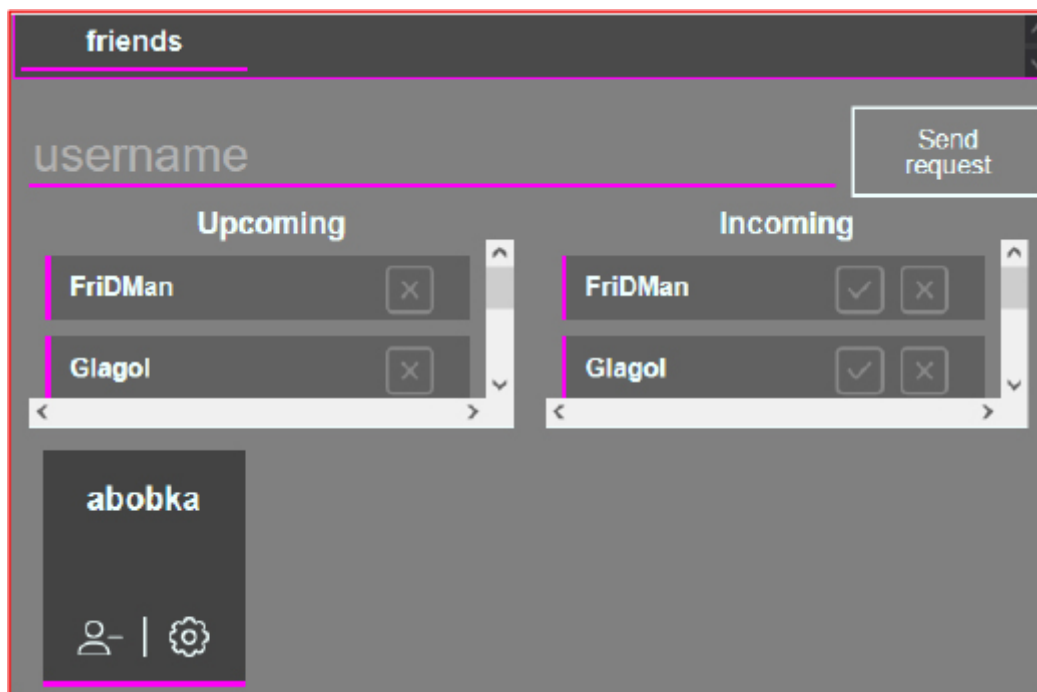 friends
username
Send
request
Upcoming
FriDMan
Glagol
Incoming
FriDMan
Glagol
abobka